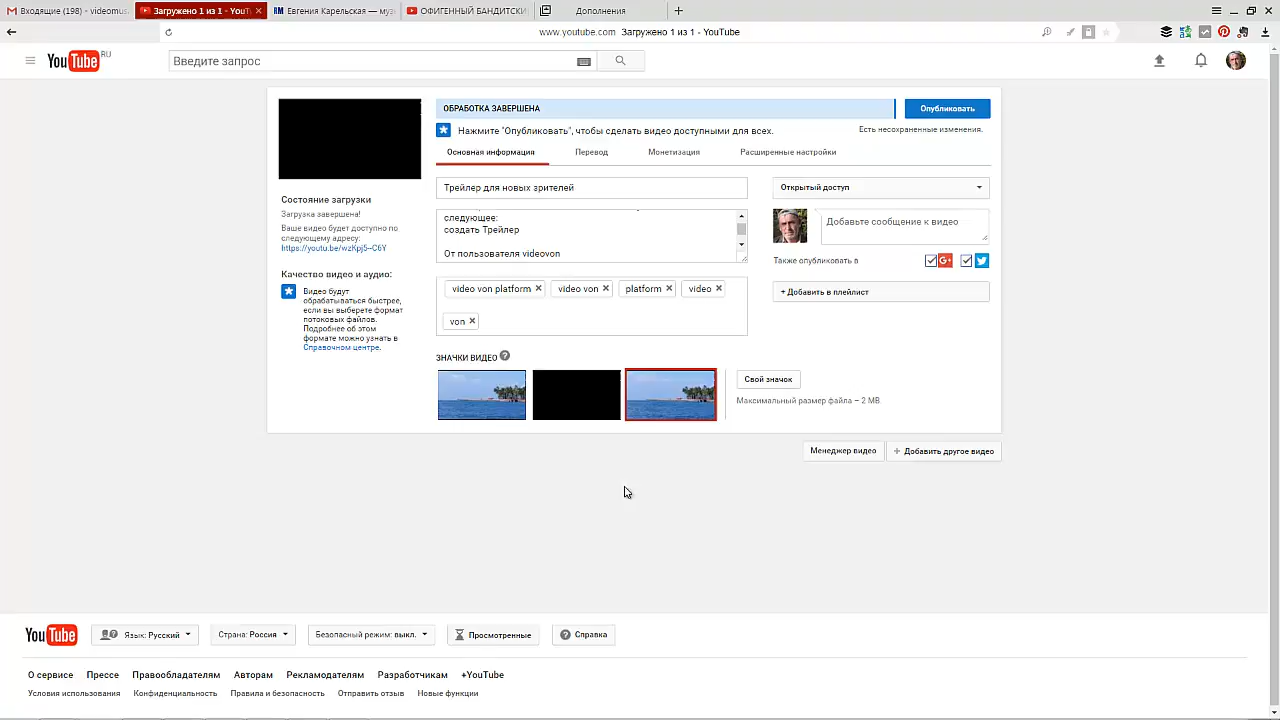 Входящие (198) - videomus
Загружено 1 из 1 - YouTu
Евгения Карельская — муз
ОФИГЕННЫЙ БАНДИТСКИ
Дополнения
www.youtube.com Загружено 1 из 1 - YouTube
YouTube RU
Введите запрос
ОБРАБОТКА ЗАВЕРШЕНА
Опубликовать
Нажмите "Опубликовать", чтобы сделать видео доступными для всех.
Есть несохраненные изменения.
Основная информация
Перевод
Монетизация
Расширенные настройки
Трейлер для новых зрителей
следующее:
создать Трейлер
От пользователя videovon
video von platform
video von
platform
video
von
Открытый доступ
Добавьте сообщение к видео
Также опубликовать в
+ Добавить в плейлист
Состояние загрузки
Загрузка завершена!
Ваше видео будет доступно по
следующему адресу:
https://youtu.be/wzKpj5--C6Y
Качество видео и аудио:
Видео будут
обрабатываться быстрее,
если вы выберете формат
потоковых файлов.
Подробнее об этом
формате можно узнать в
Справочном центре.
ЗНАЧКИ ВИДЕО
Свой значок
Максимальный размер файла – 2 MB.
Менеджер видео
+ Добавить другое видео
YouTube
Язык: Русский
Страна: Россия
Безопасный режим: выкл.
Просмотренные
Справка
О сервисе
Прессе
Правообладателям
Авторам
Рекламодателям
Разработчикам
+YouTube
Условия использования
Конфиденциальность
Правила и безопасность
Отправить отзыв
Новые функции